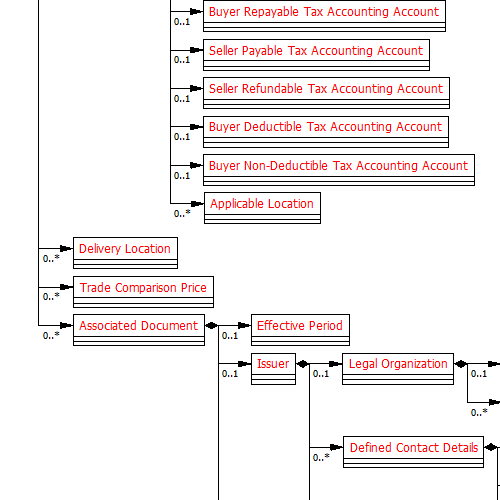 Buyer Repayable Tax Accounting Account
0..1
Seller Payable Tax Accounting Account
0..1
Seller Refundable Tax Accounting Account
0..1
Buyer Deductible Tax Accounting Account
0..1
Buyer Non-Deductible Tax Accounting Account
0..1
Applicable Location
0..*
Delivery Location
0..*
Trade Comparison Price
0..*
Associated Document
0..*
Effective Period
0..1
Issuer
0..1
Legal Organization
0..1
0..1
0..*
Defined Contact Details
0..*